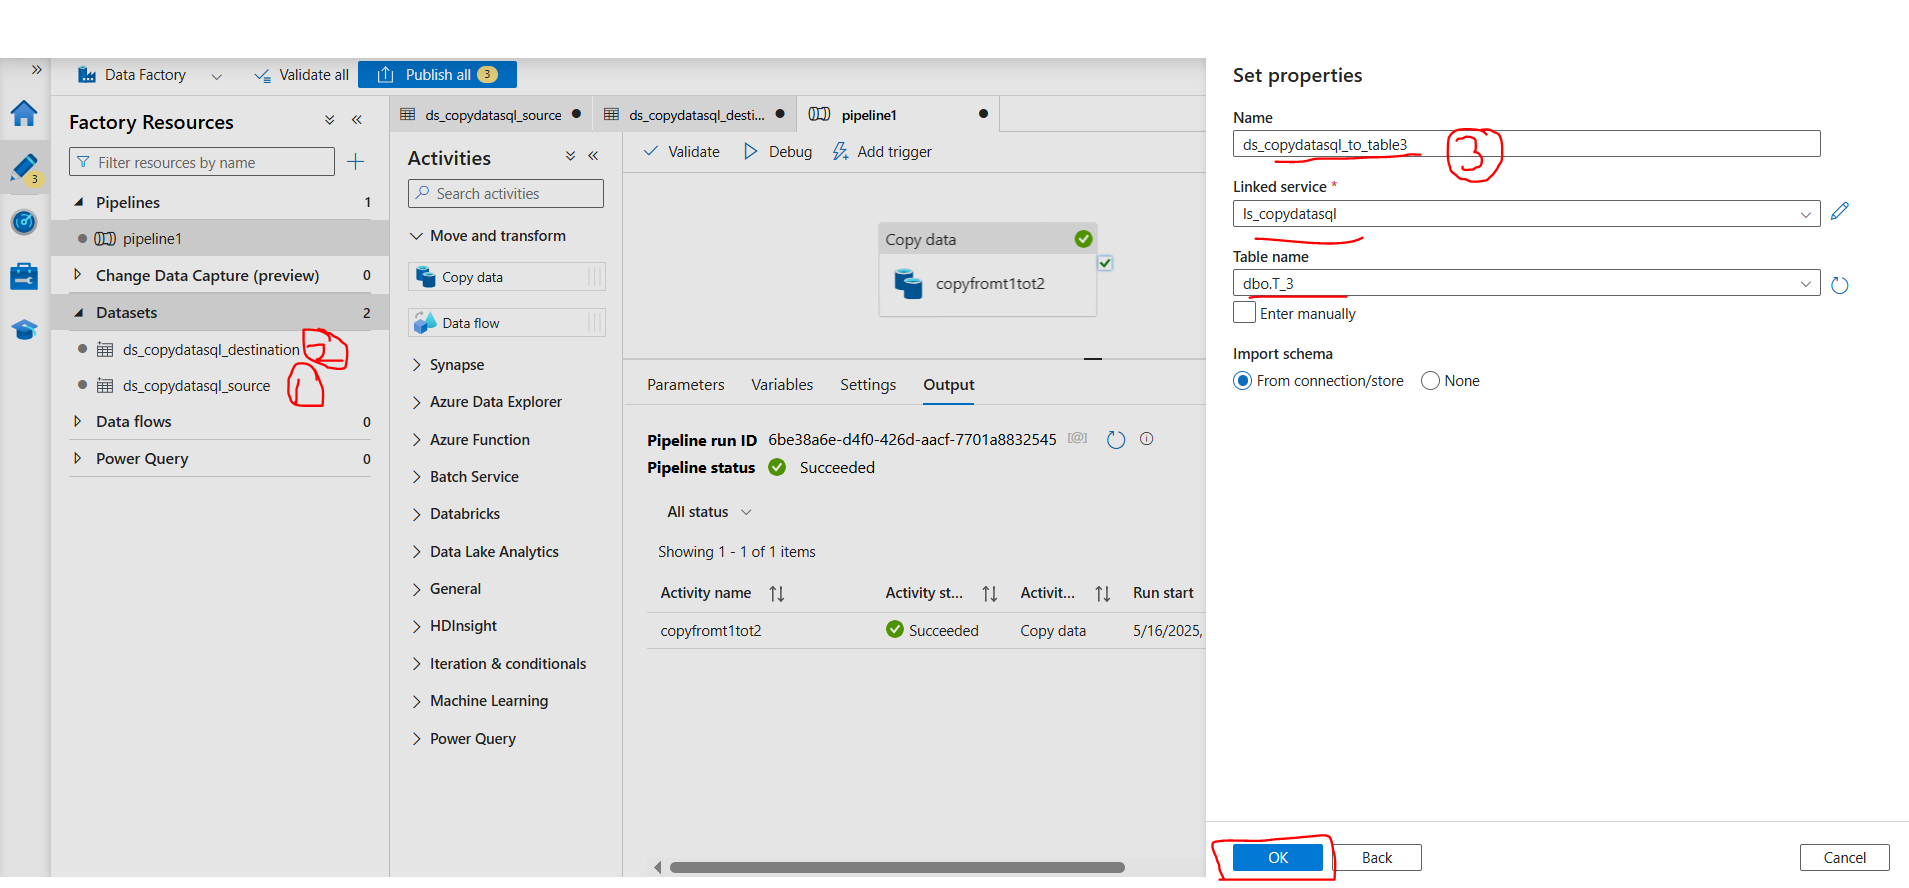 Data Factory
Validate all
Publish all 3
Factory Resources
Filter resources by name
3
Pipelines 1
pipeline1
Change Data Capture (preview) 0
Datasets 2
ds_copydatasql_destination 2
ds_copydatasql_source 1
Data flows 0
Power Query 0
ds_copydatasql_source
ds_copydatasql_desti...
pipeline1
Activities
Search activities
Move and transform
Copy data
Data flow
Synapse
Azure Data Explorer
Azure Function
Batch Service
Databricks
Data Lake Analytics
General
HDInsight
Iteration & conditionals
Machine Learning
Power Query
Validate
Debug
Add trigger
Copy data
copyfromt1tot2
Parameters Variables Settings Output
Pipeline run ID 6be38a6e-d4f0-426d-aacf-7701a8832545 [@]
Pipeline status Succeeded
All status
Showing 1 - 1 of 1 items
Activity name Activity st... Activit... Run start
copyfromt1tot2 Succeeded Copy data 5/16/2025,
Set properties
Name
ds_copydatasql_to_table3 3
Linked service *
ls_copydatasql
Table name
dbo.T_3
Enter manually
Import schema
From connection/store None
OK Back Cancel